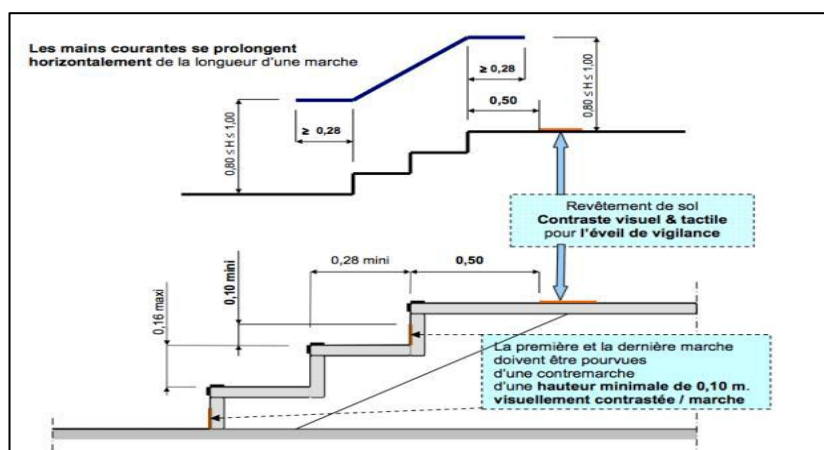 Les mains courantes se prolongent
horizontalement de la longueur d'une marche
≥ 0,28
0,50
0,80 ≤ H ≤ 1,00
≥ 0,28
0,80 ≤ H ≤ 1,00
Revêtement de sol
Contraste visuel & tactile
pour l'éveil de vigilance
0,28 mini
0,50
0,10 mini
0,16 maxi
La première et la dernière marche
doivent être pourvues
d'une contremarche
d'une hauteur minimale de 0,10 m.
visuellement contrastée / marche